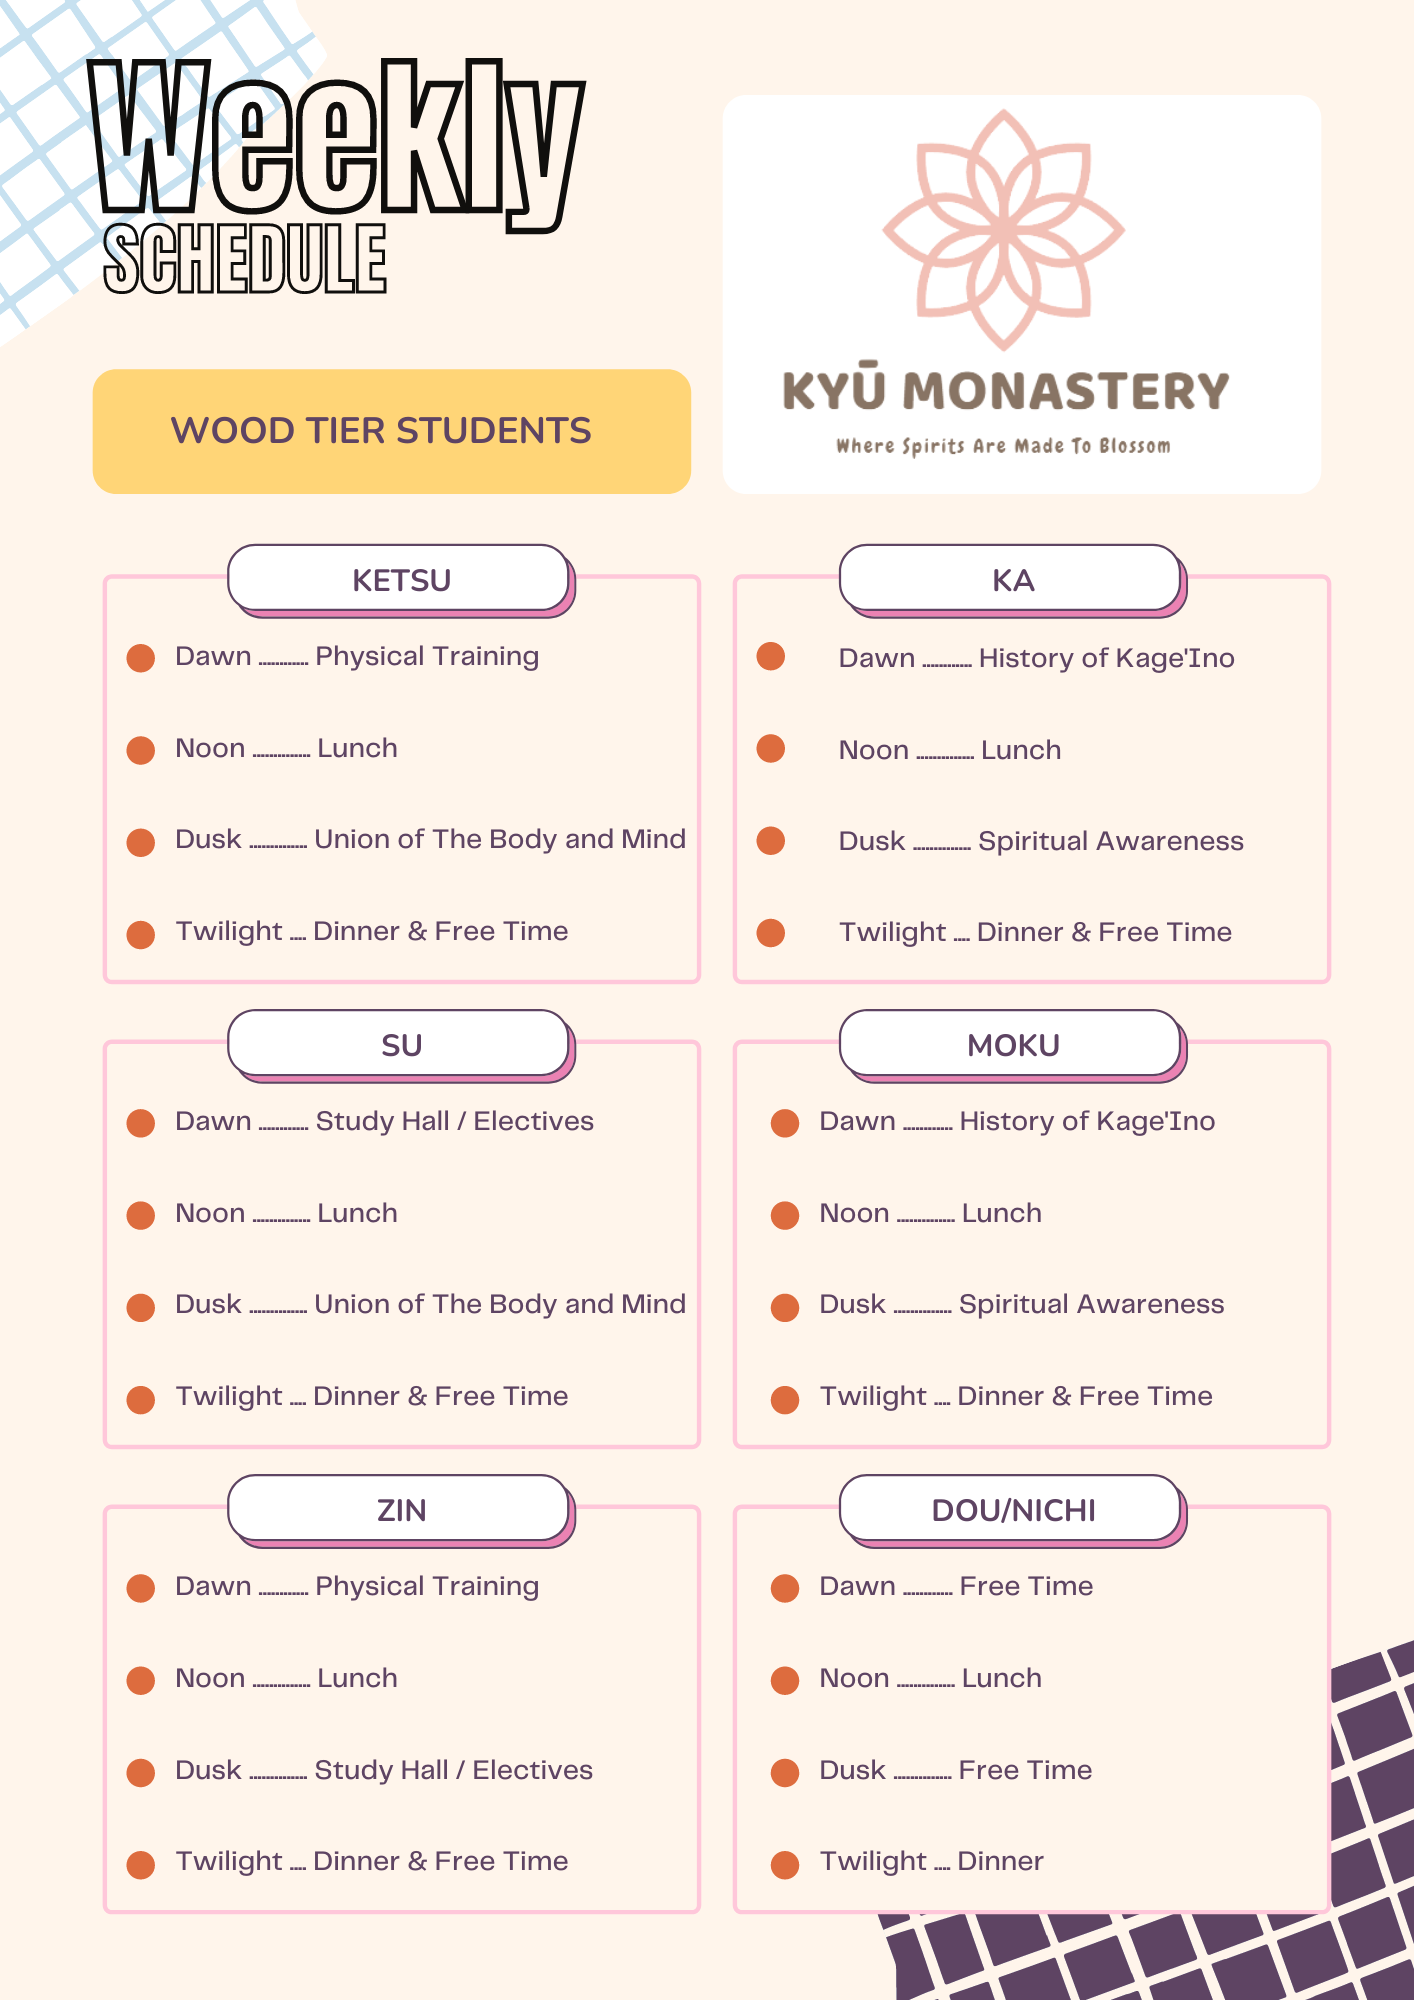 Weekly
SCHEDULE
KYŪ MONASTERY
Where Spirits Are Made To Blossom
WOOD TIER STUDENTS
KETSU
Dawn ............ Physical Training
Noon .............. Lunch
Dusk .............. Union of The Body and Mind
Twilight .... Dinner & Free Time
KA
Dawn ............ History of Kage'Ino
Noon .............. Lunch
Dusk .............. Spiritual Awareness
Twilight .... Dinner & Free Time
SU
Dawn ............ Study Hall / Electives
Noon .............. Lunch
Dusk .............. Union of The Body and Mind
Twilight .... Dinner & Free Time
MOKU
Dawn ............ History of Kage'Ino
Noon .............. Lunch
Dusk .............. Spiritual Awareness
Twilight .... Dinner & Free Time
ZIN
Dawn ............ Physical Training
Noon .............. Lunch
Dusk .............. Study Hall / Electives
Twilight .... Dinner & Free Time
DOU/NICHI
Dawn ............ Free Time
Noon .............. Lunch
Dusk .............. Free Time
Twilight .... Dinner